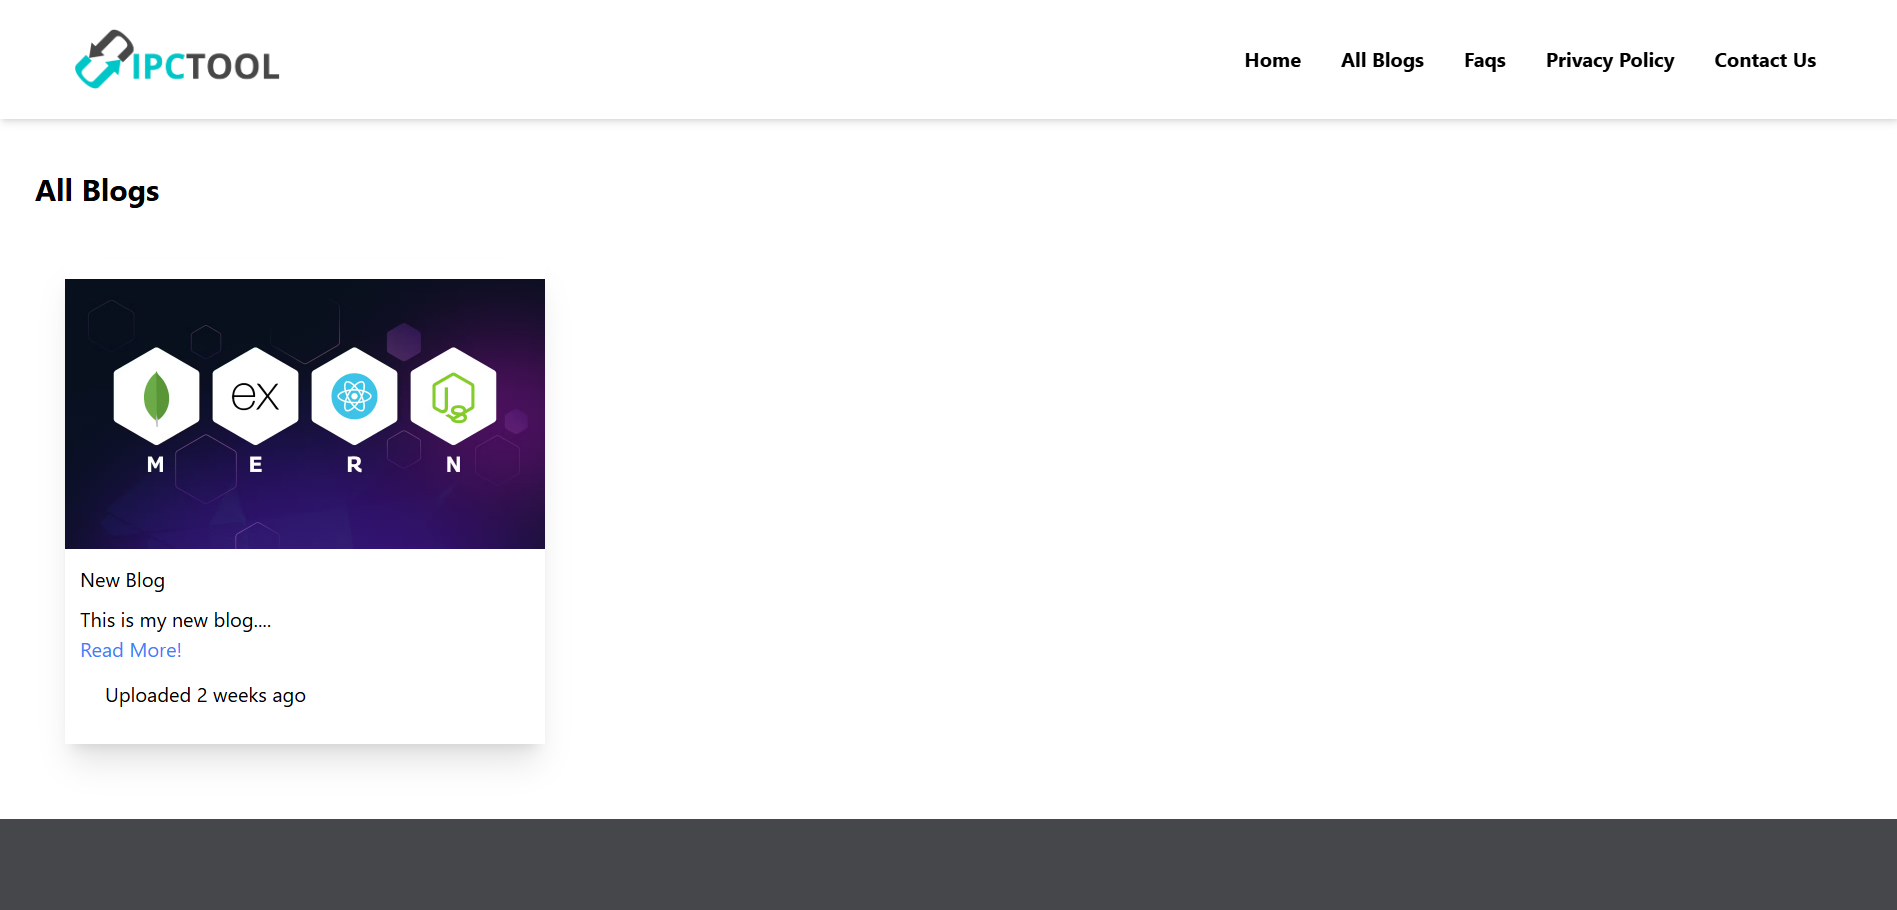 IPCTOOL
Home All Blogs Faqs Privacy Policy Contact Us
All Blogs
ex
M E R N
New Blog
This is my new blog....
Read More!
Uploaded 2 weeks ago